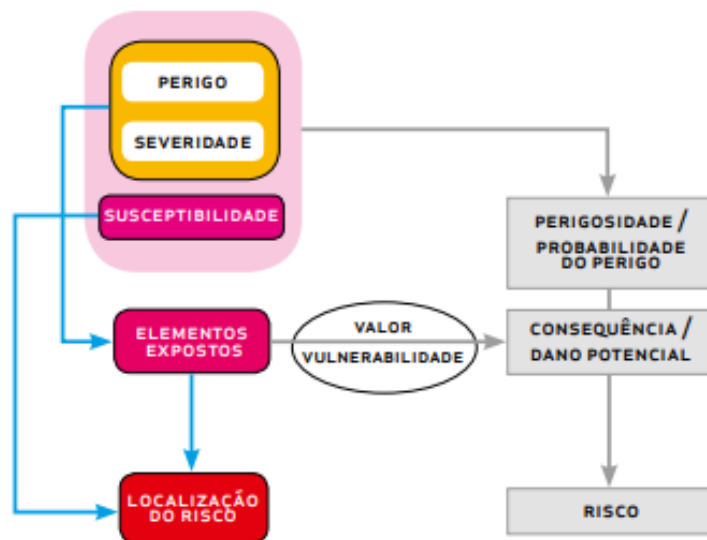 PERIGO
SEVERIDADE
SUSCEPTIBILIDADE
PERIGOSIDADE /
PROBABILIDADE
DO PERIGO
ELEMENTOS
EXPOSTOS
VALOR
VULNERABILIDADE
CONSEQUÊNCIA /
DANO POTENCIAL
LOCALIZAÇÃO
DO RISCO
RISCO